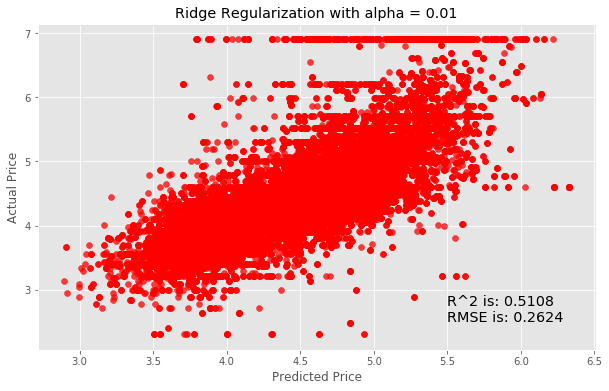 Ridge Regularization with alpha = 0.01
7
6
5
4
3
Actual Price
R^2 is: 0.5108
RMSE is: 0.2624
3.0 3.5 4.0 4.5 5.0 5.5 6.0 6.5
Predicted Price